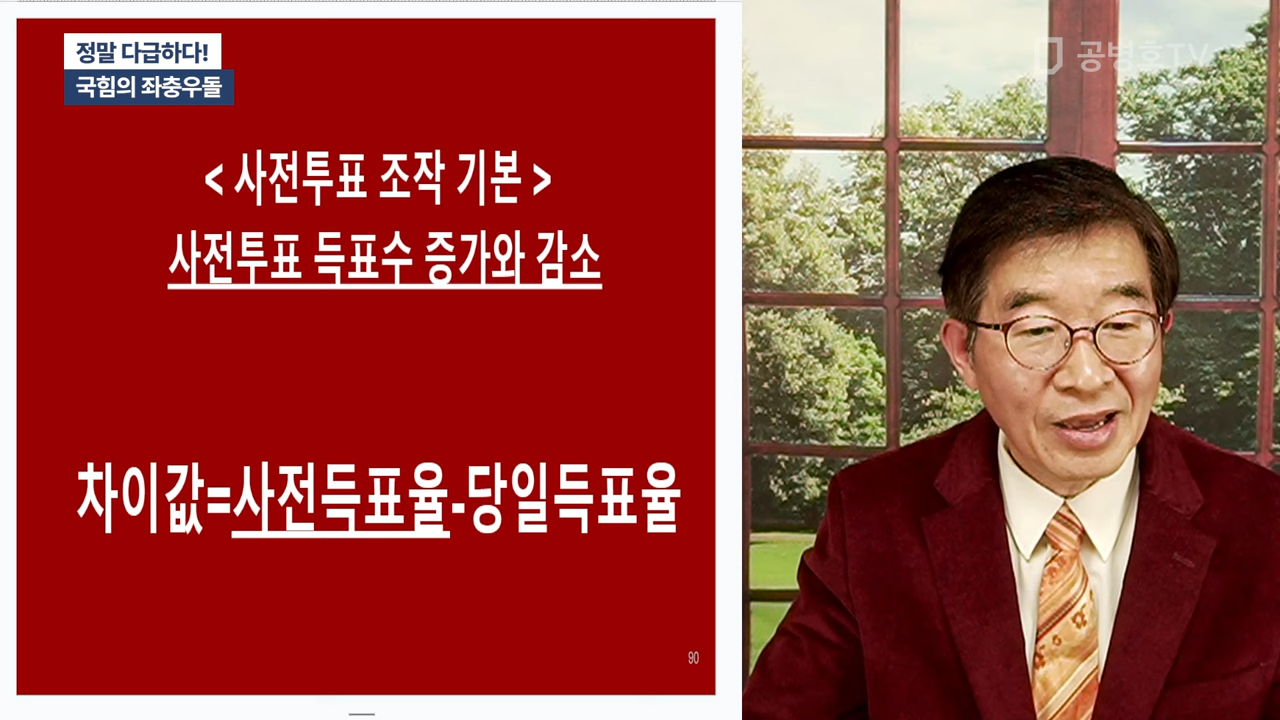 정말 다급하다!
국힘의 좌충우돌
공병호TV
< 사전투표 조작 기본 >
사전투표 득표수 증가와 감소
차이값=사전득표율-당일득표율
90